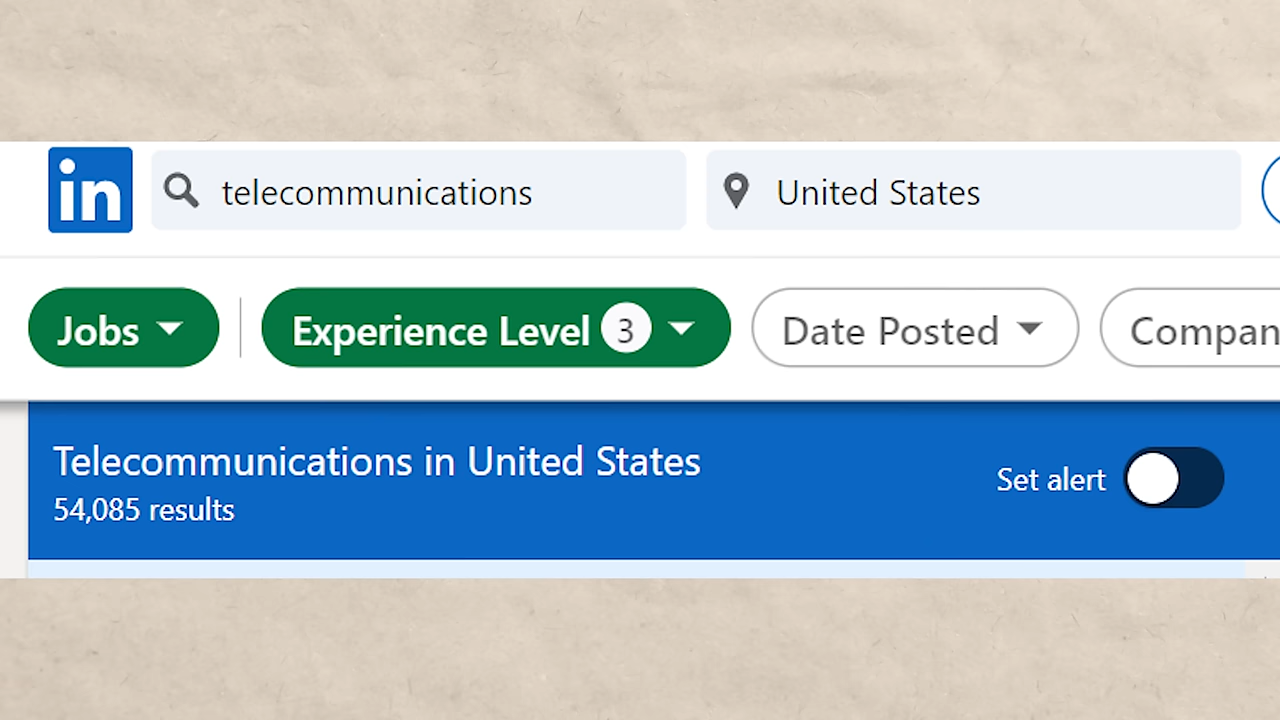 in telecommunications United States
Jobs Experience Level 3 Date Posted Compan
Telecommunications in United States
Set alert
54,085 results